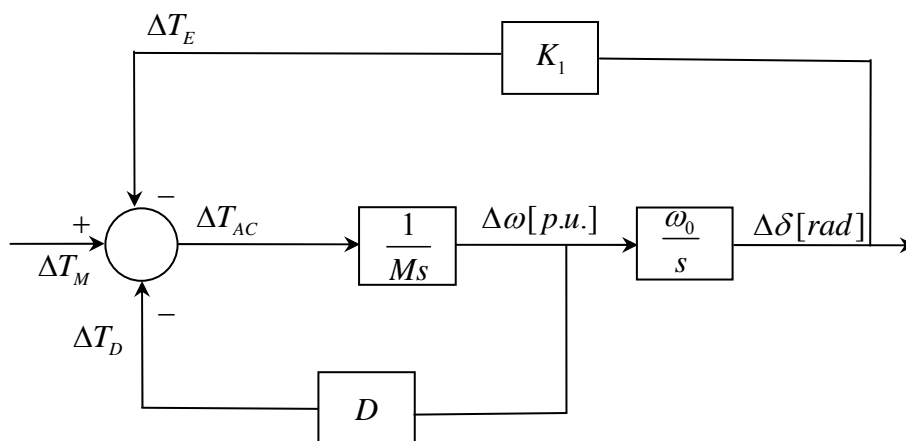 ΔT_E
K_1
−
+
ΔT_AC
1
Ms
Δω[p.u.]
ω_0
s
Δδ[rad]
ΔT_M
−
ΔT_D
D